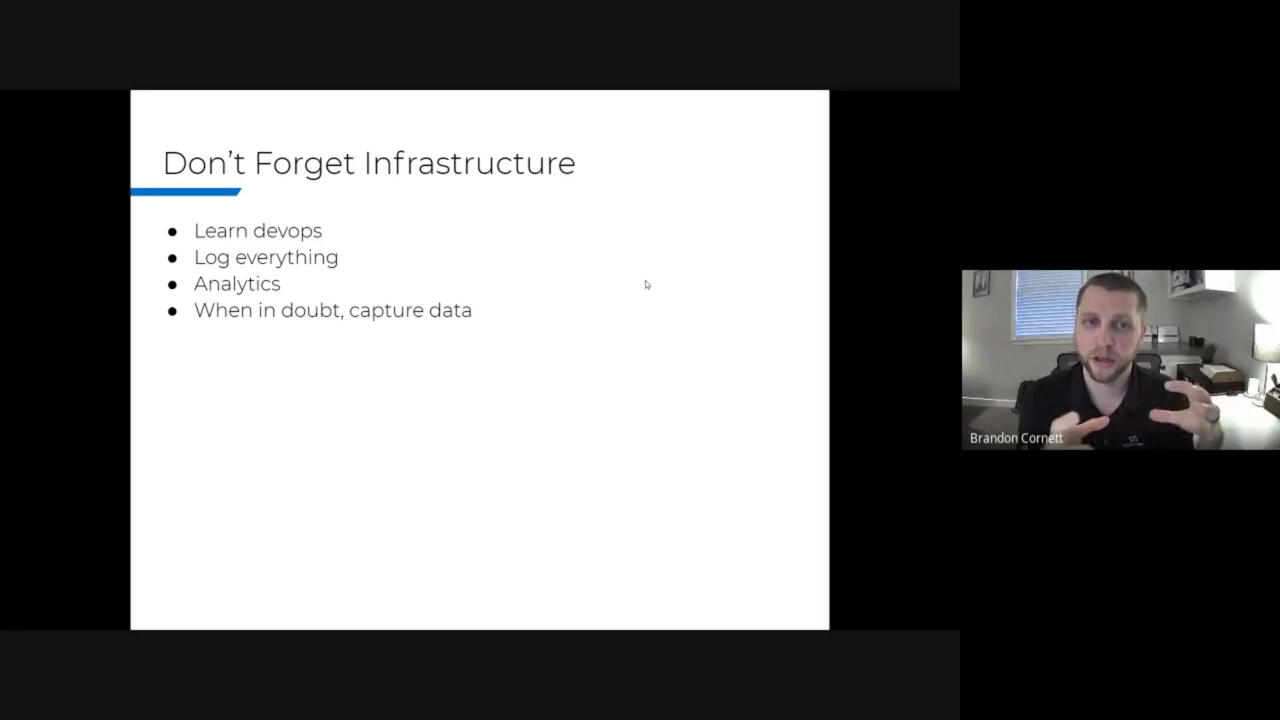 Don’t Forget Infrastructure
● Learn devops
● Log everything
● Analytics
● When in doubt, capture data
Brandon Cornett